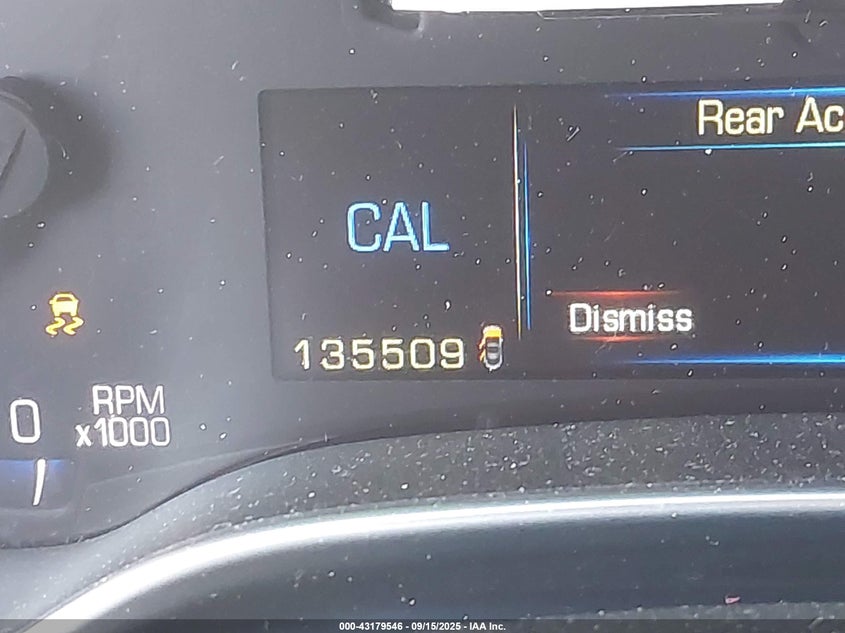 Rear Ac
CAL
Dismiss
135509
0
RPM
x1000
000-43179546 - 09/15/2025 - IAA Inc.